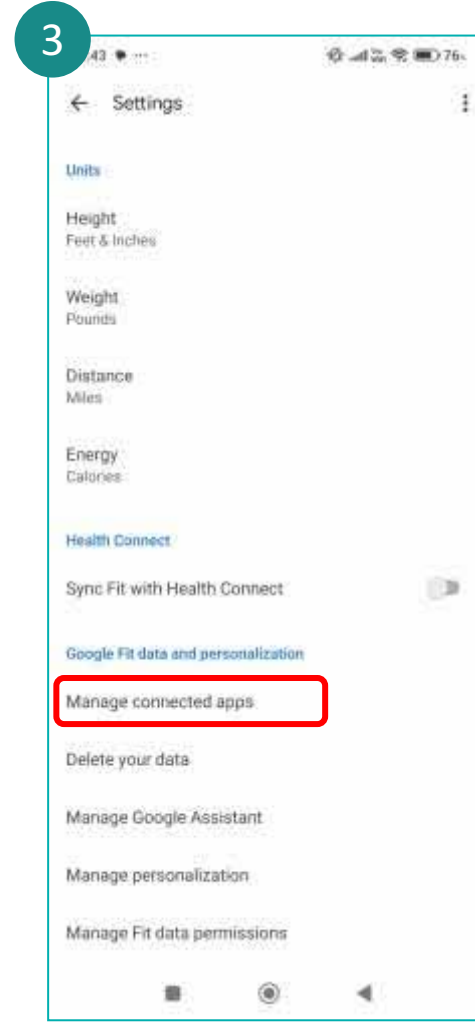 3
43
76
← Settings
Units
Height
Feet & Inches
Weight
Pounds
Distance
Miles
Energy
Calories
Health Connect
Sync Fit with Health Connect
Google Fit data and personalization
Manage connected apps
Delete your data
Manage Google Assistant
Manage personalization
Manage Fit data permissions